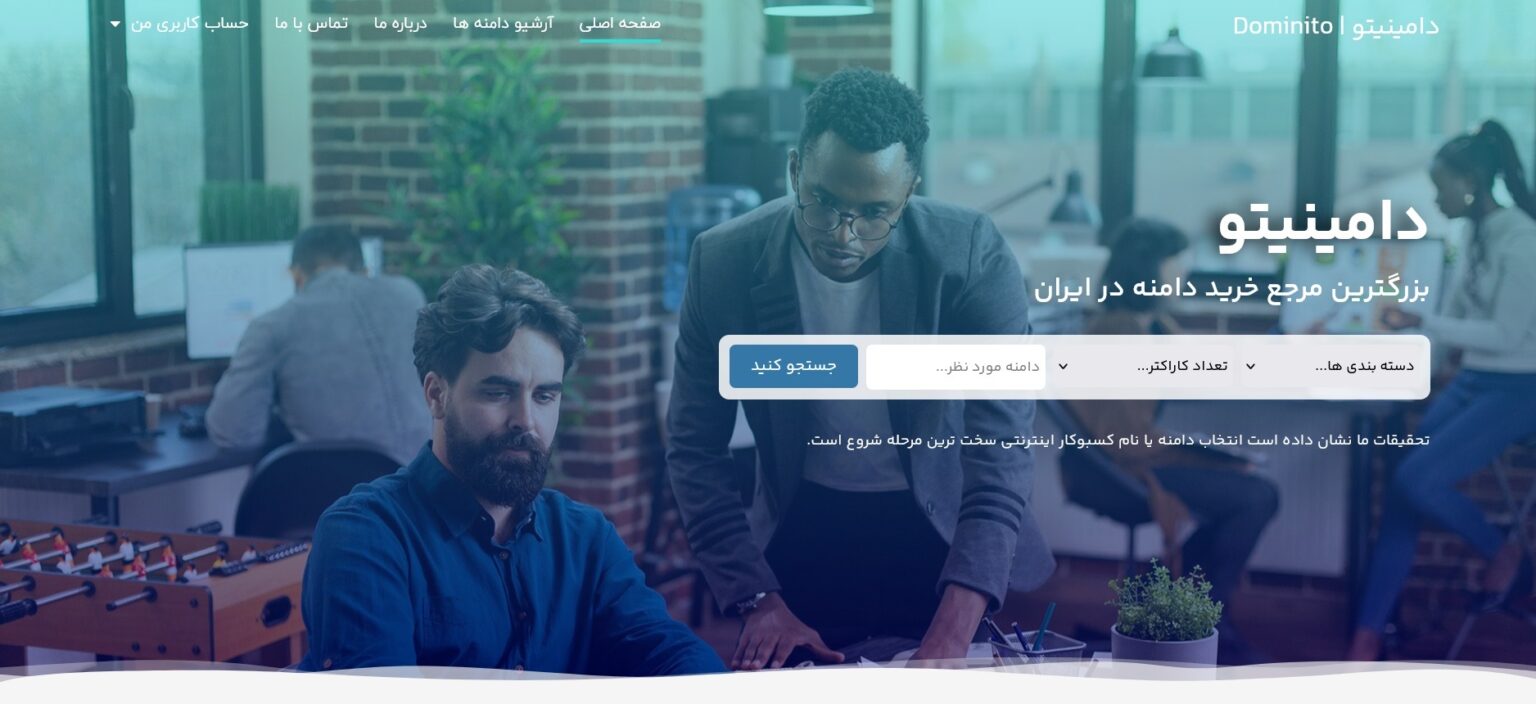 دامینیتو | Dominito
صفحه اصلی
آرشیو دامنه ها
درباره ما
تماس با ما
حساب کاربری من
دامینیتو
بزرگترین مرجع خرید دامنه در ایران
دسته بندی ها...
تعداد کاراکتر...
دامنه مورد نظر...
جستجو کنید
تحقیقات ما نشان داده است انتخاب دامنه یا نام کسبوکار اینترنتی سخت ترین مرحله شروع است.